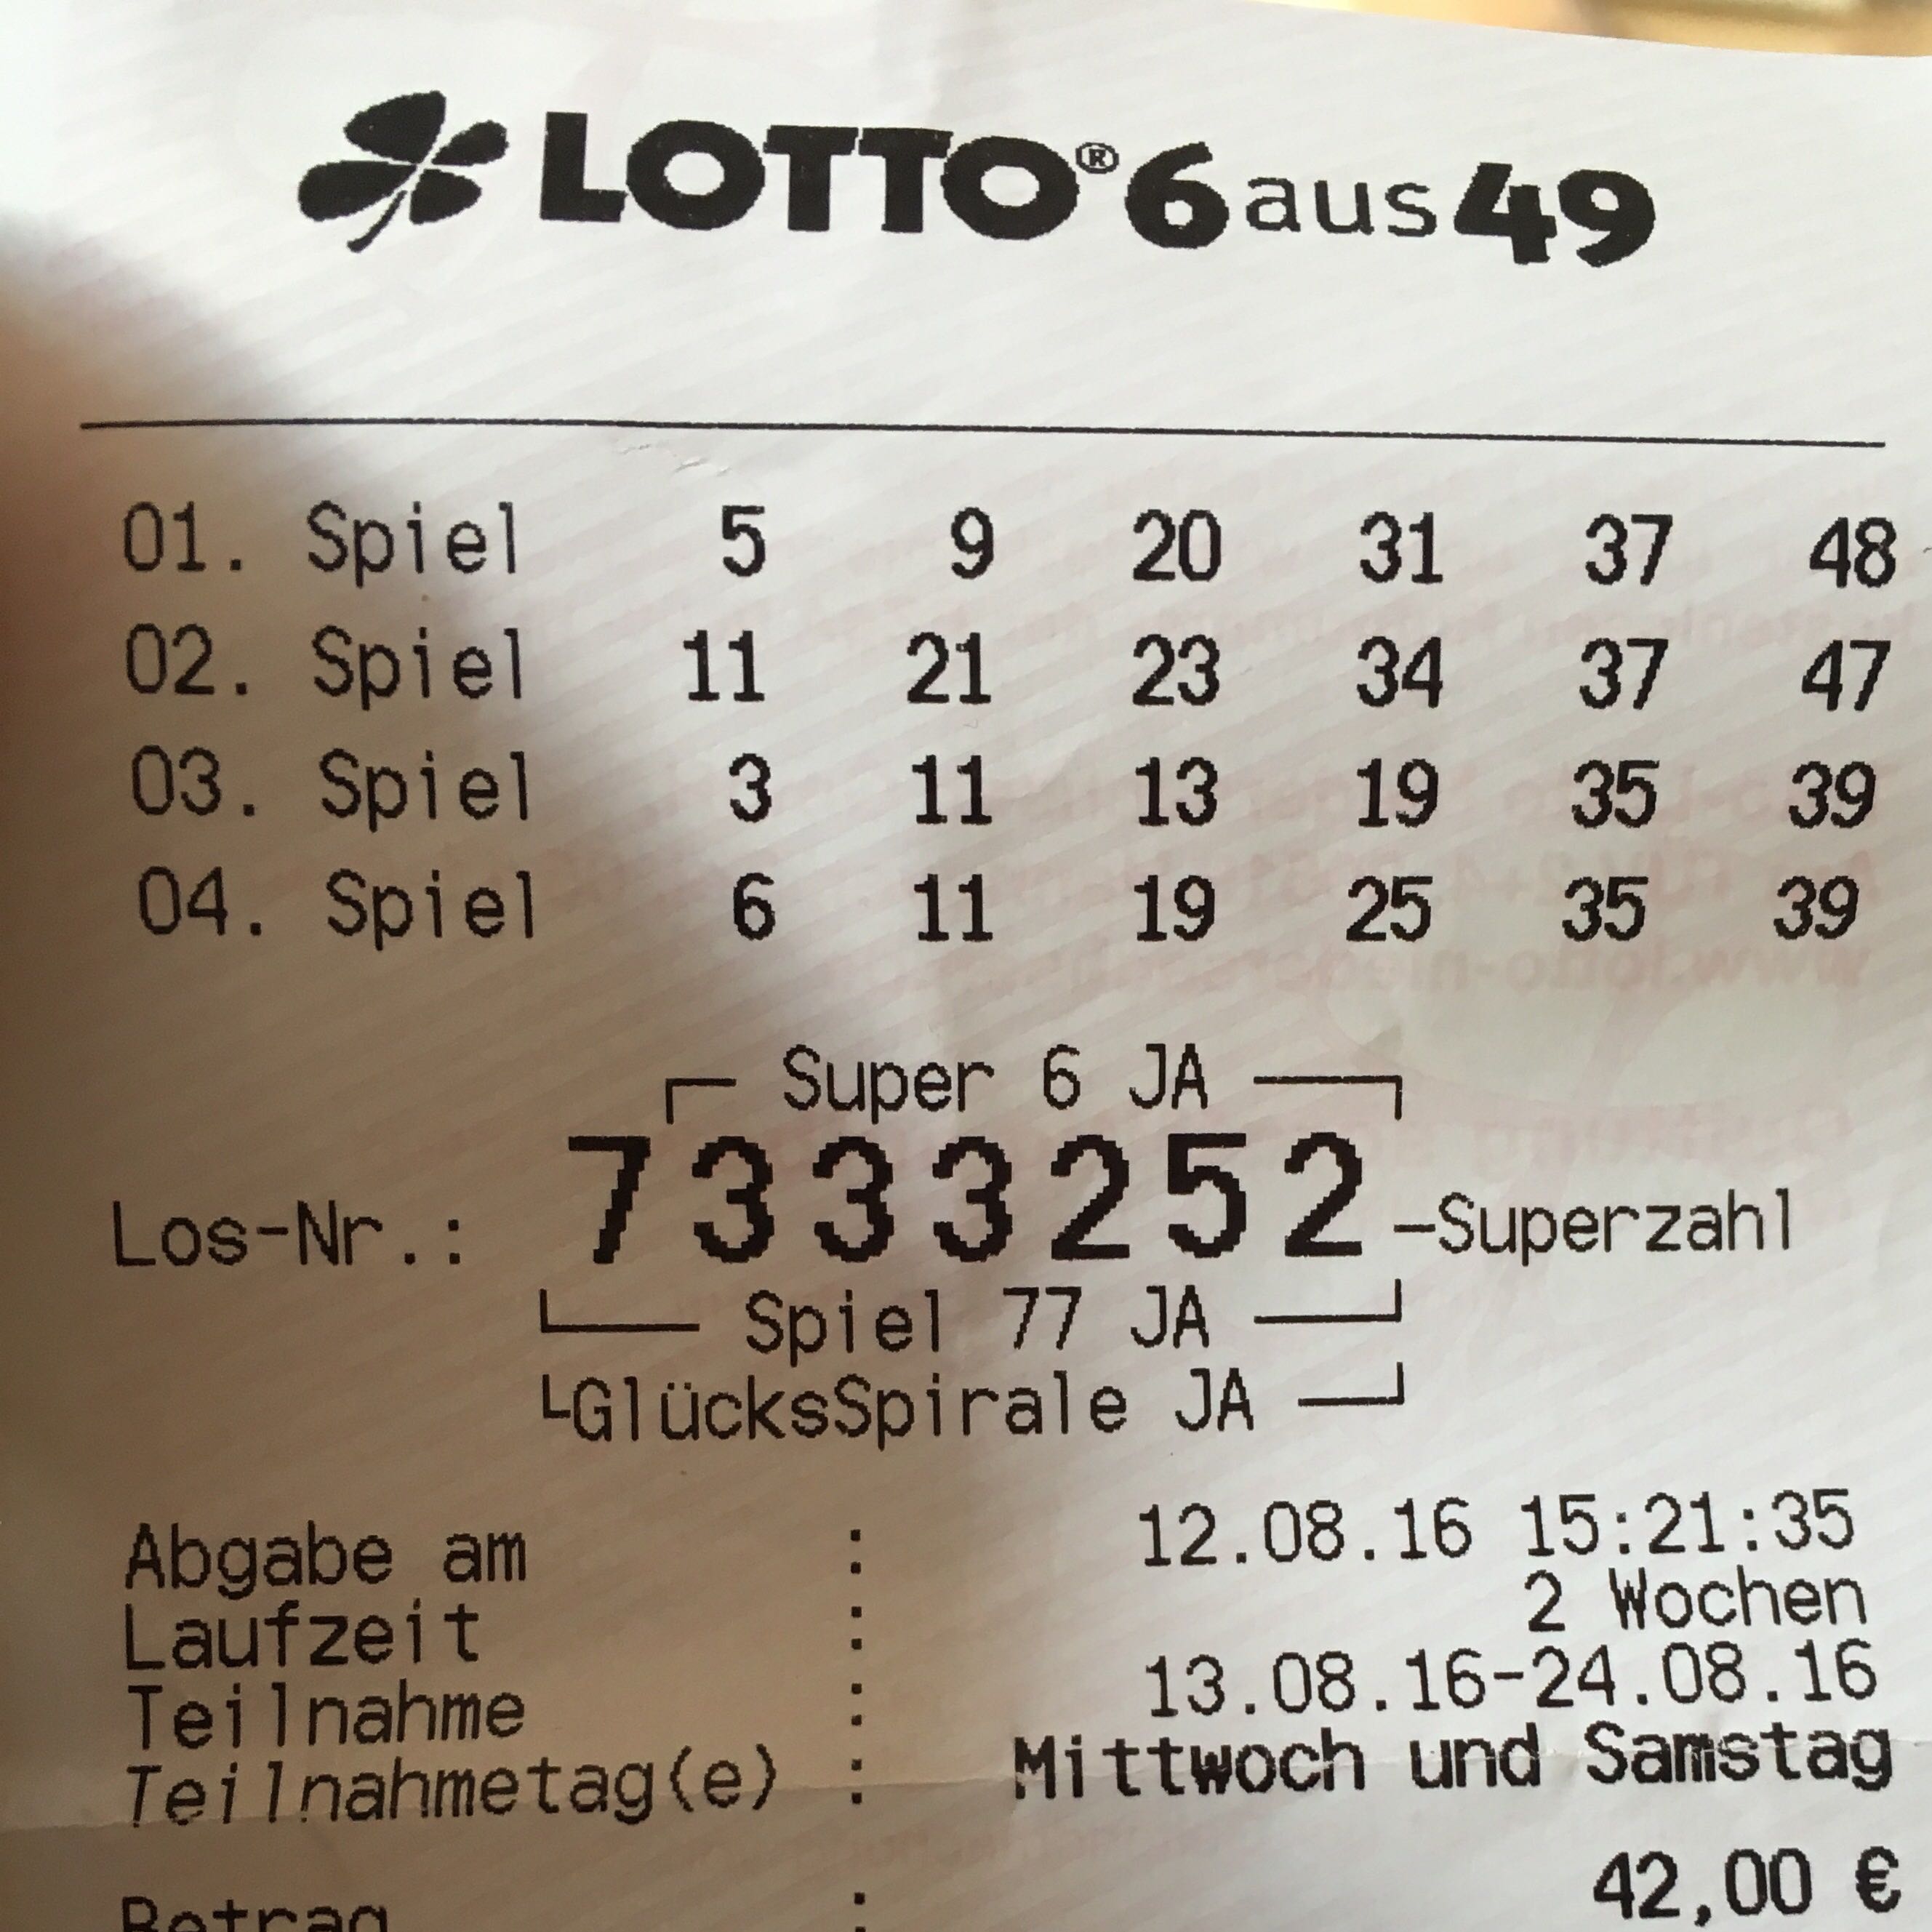 LOTTO® 6aus49
01. Spiel 5 9 20 31 37 48
02. Spiel 11 21 23 34 37 47
03. Spiel 3 11 13 19 35 39
04. Spiel 6 11 19 25 35 39
Super 6 JA
Los-Nr.: 7333252 -Superzahl
Spiel 77 JA
GlücksSpirale JA
Abgabe am : 12.08.16 15:21:35
Laufzeit : 2 Wochen
Teilnahme : 13.08.16-24.08.16
Teilnahmetag(e) : Mittwoch und Samstag
Betrag : 42,00 €